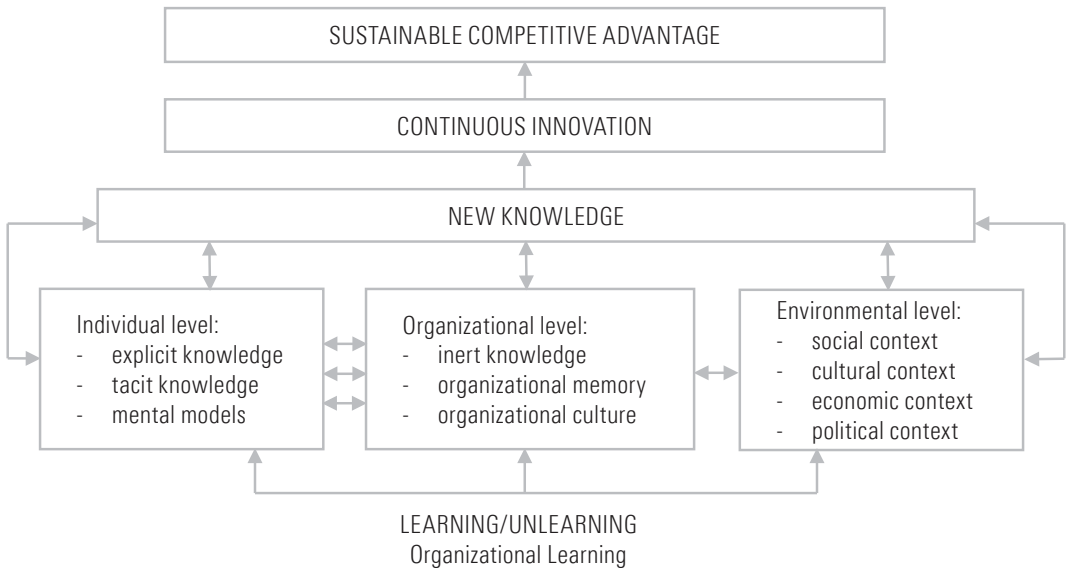 SUSTAINABLE COMPETITIVE ADVANTAGE
CONTINUOUS INNOVATION
NEW KNOWLEDGE
Individual level:
- explicit knowledge
- tacit knowledge
- mental models
Organizational level:
- inert knowledge
- organizational memory
- organizational culture
Environmental level:
- social context
- cultural context
- economic context
- political context
LEARNING/UNLEARNING
Organizational Learning